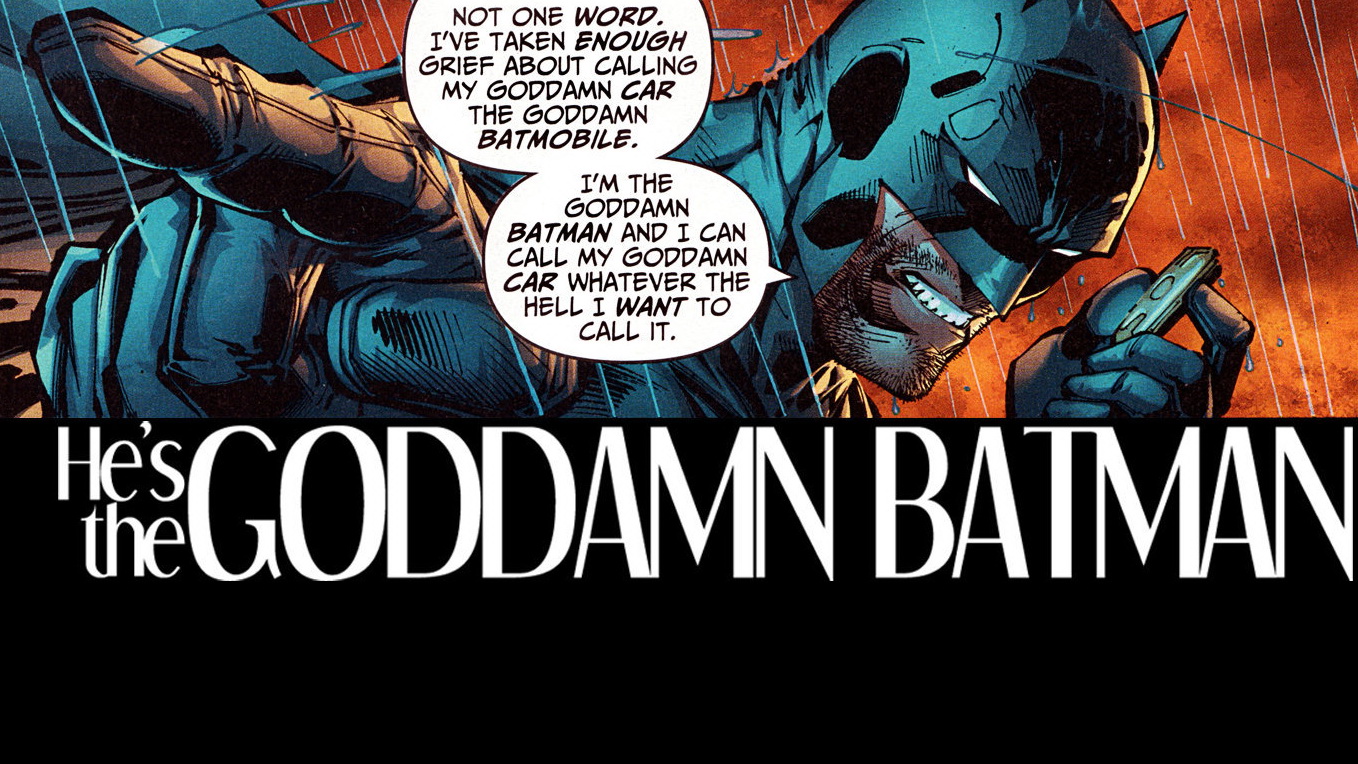 NOT ONE WORD.
I'VE TAKEN ENOUGH
GRIEF ABOUT CALLING
MY GODDAMN CAR
THE GODDAMN
BATMOBILE.
I'M THE
GODDAMN
BATMAN AND I CAN
CALL MY GODDAMN
CAR WHATEVER THE
HELL I WANT TO
CALL IT.
He's
the GODDAMN BATMAN